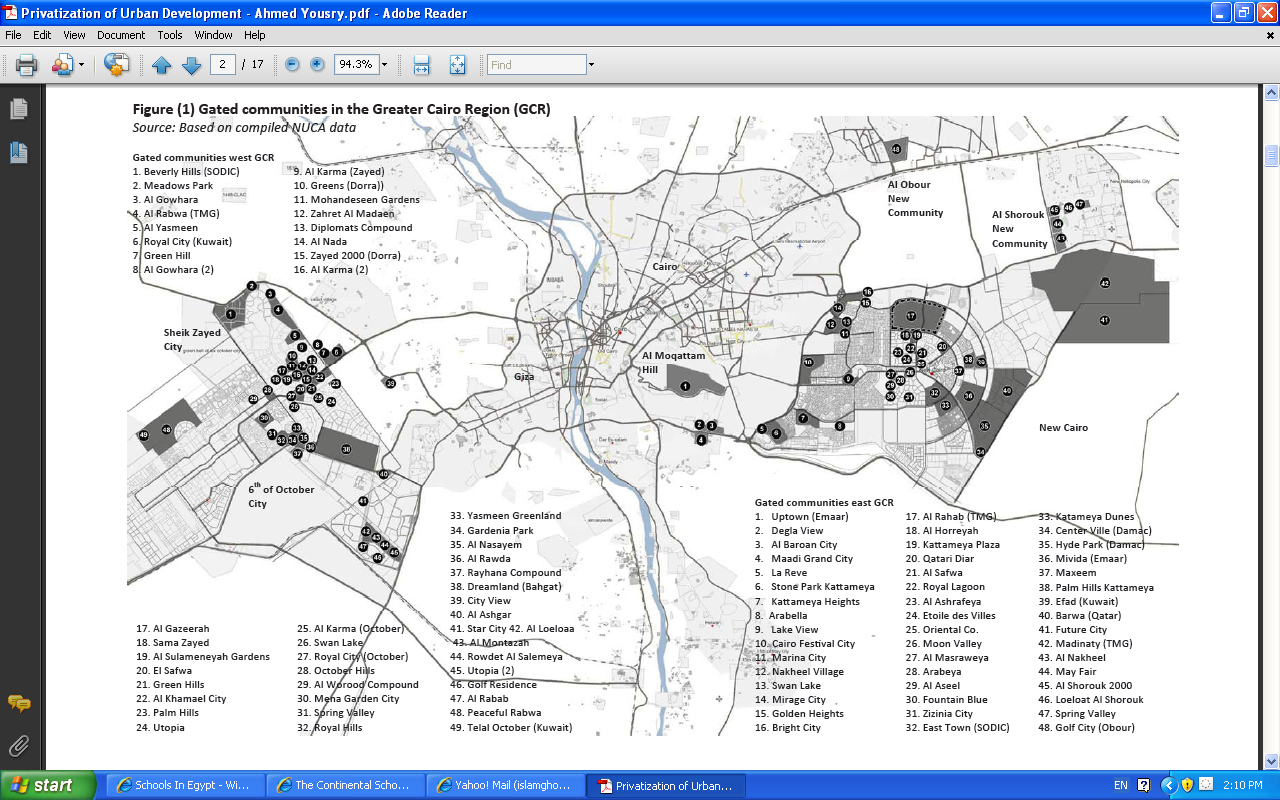 Privatization of Urban Development - Ahmed Yousry.pdf - Adobe Reader
File Edit View Document Tools Window Help
2 / 17 94.3% Find
Figure (1) Gated communities in the Greater Cairo Region (GCR)
Source: Based on compiled NUCA data
Gated communities west GCR
1. Beverly Hills (SODIC)
2. Meadows Park
3. Al Gowhara
4. Al Rabwa (TMG)
5. Al Yasmeen
6. Royal City (Kuwait)
7. Green Hill
8. Al Gowhara (2)
9. Al Karma (Zayed)
10. Greens (Dorra))
11. Mohandeseen Gardens
12. Zahret Al Madaen
13. Diplomats Compound
14. Al Nada
15. Zayed 2000 (Dorra)
16. Al Karma (2)
Al Obour
New
Community
Al Shorouk
New
Community
Cairo
Sheik Zayed
City
Al Moqattam
Hill
Giza
New Cairo
6th of October
City
17. Al Gazeerah
18. Sama Zayed
19. Al Sulameneyah Gardens
20. El Safwa
21. Green Hills
22. Al Khamael City
23. Palm Hills
24. Utopia
25. Al Karma (October)
26. Swan Lake
27. Royal City (October)
28. October Hills
29. Al Worood Compound
30. Mena Garden City
31. Spring Valley
32. Royal Hills
33. Yasmeen Greenland
34. Gardenia Park
35. Al Nasayem
36. Al Rawda
37. Rayhana Compound
38. Dreamland (Bahgat)
39. City View
40. Al Ashgar
41. Star City 42. Al Loeloaa
43. Al Montazah
44. Rowdet Al Salemeya
45. Utopia (2)
46. Golf Residence
47. Al Rabab
48. Peaceful Rabwa
49. Telal October (Kuwait)
Gated communities east GCR
1. Uptown (Emaar)
2. Degla View
3. Al Baroan City
4. Maadi Grand City
5. La Reve
6. Stone Park Kattameya
7. Kattameya Heights
8. Arabella
9. Lake View
10. Cairo Festival City
11. Marina City
12. Nakheel Village
13. Swan Lake
14. Mirage City
15. Golden Heights
16. Bright City
17. Al Rahab (TMG)
18. Al Horreyah
19. Kattameya Plaza
20. Qatari Diar
21. Al Safwa
22. Royal Lagoon
23. Al Ashrafeya
24. Etoile des Villes
25. Oriental Co.
26. Moon Valley
27. Al Masraweya
28. Arabeya
29. Al Aseel
30. Fountain Blue
31. Zizinia City
32. East Town (SODIC)
33. Katameya Dunes
34. Center Ville (Damac)
35. Hyde Park (Damac)
36. Mivida (Emaar)
37. Maxeem
38. Palm Hills Kattameya
39. Efad (Kuwait)
40. Barwa (Qatar)
41. Future City
42. Madinaty (TMG)
43. Al Nakheel
44. May Fair
45. Al Shorouk 2000
46. Loeloat Al Shorouk
47. Spring Valley
48. Golf City (Obour)
start
Schools In Egypt - Wi...
The Continental Scho...
Yahoo! Mail (islamgho...
Privatization of Urban...
EN
2:10 PM